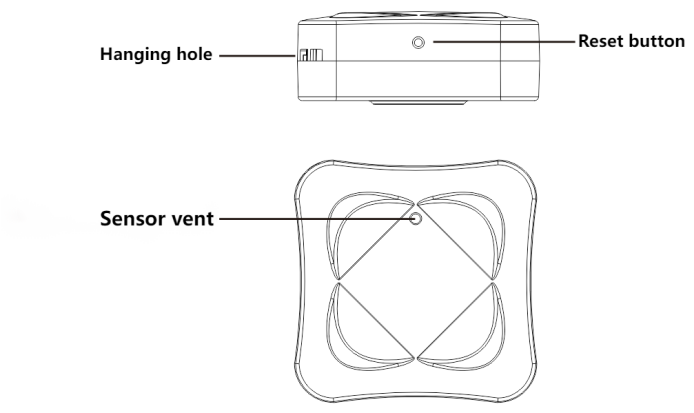 Hanging hole
Reset button
Sensor vent